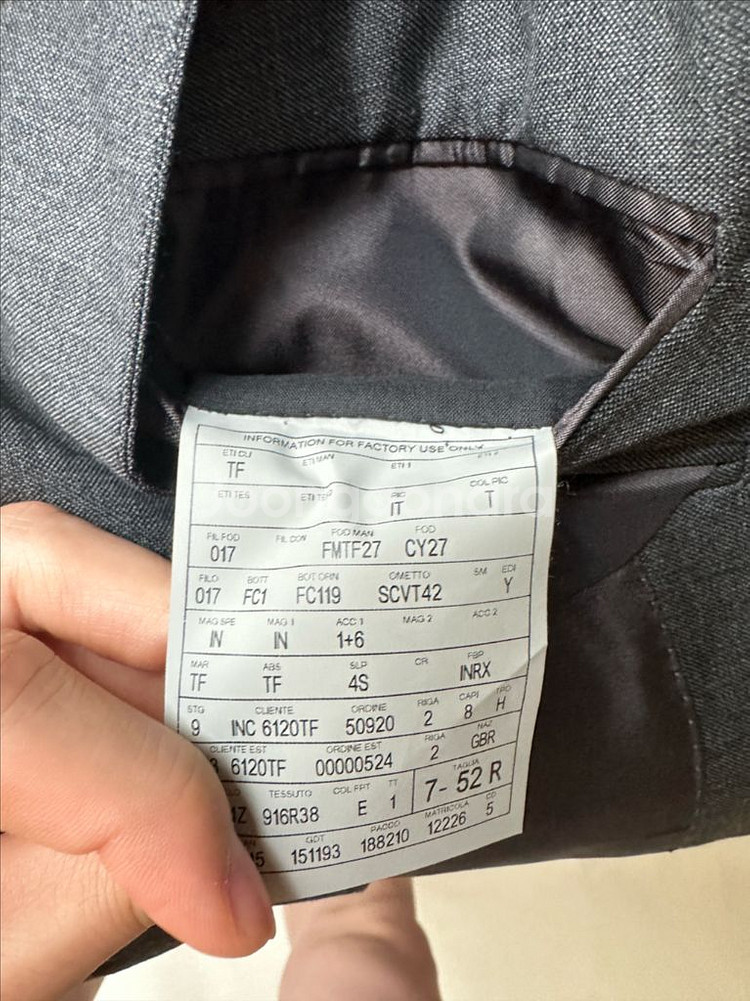 INFORMATION FOR FACTORY USE ONLY
ETI CLI ETI MAN ETI 1
TF
ETI TES PIC COL PIC
IT T
FIL FOD FIL CON FOD MAN FOD
017 FMTF27 CY27
FILO BOTT BOT ORN OMETTO SM EDI
017 FC1 FC119 SCVT42 Y
MAG SPE MAG 1 ACC 1 MAG 2 ACC 2
IN IN 1+6
MAR ABS SLP CR FBP
TF TF 4S INRX
STG CLIENTE ORDINE RIGA CAPI TPO
9 INC 6120TF 50920 2 8 H
CLIENTE EST ORDINE EST RIGA NAZ
6120TF 00000524 2 GBR
TESSUTO COL FPT TT TAGLIA
916R38 E 1 7- 52 R
GDT PACCO MATRICOLA CD
151193 188210 12226 5